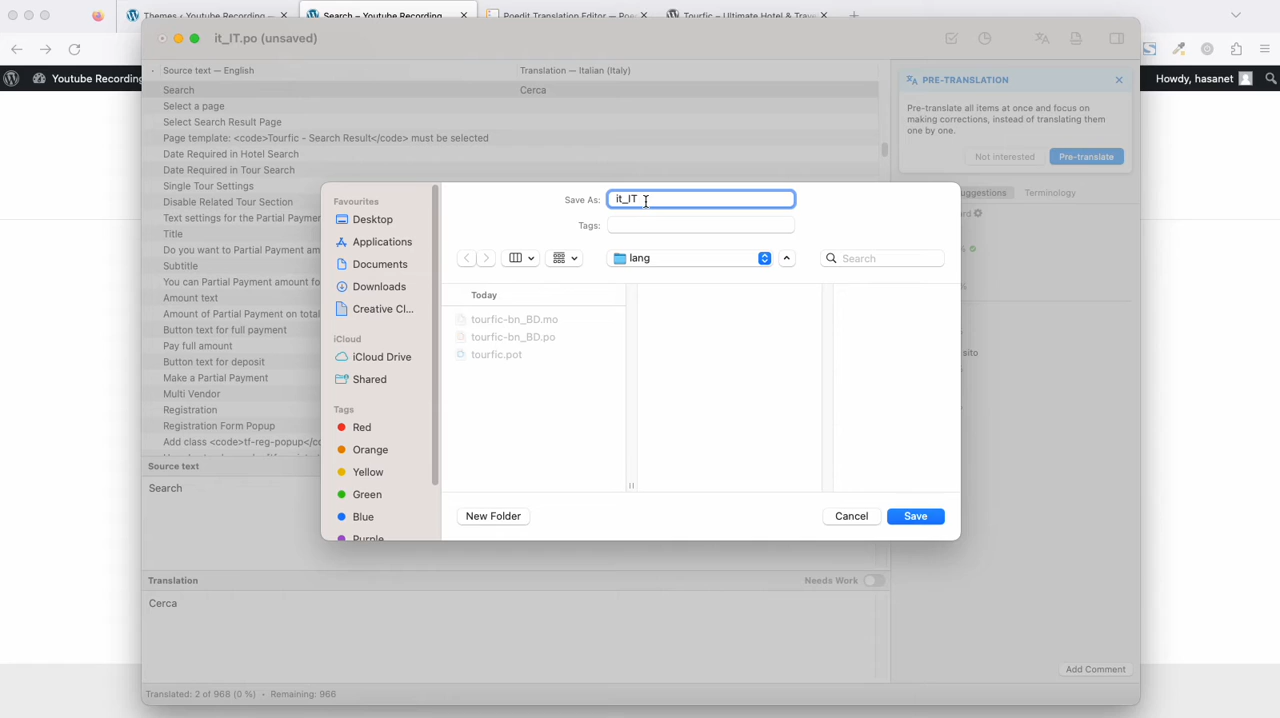 Themes ‹ Youtube Recording
Search – Youtube Recording
Poedit Translation Editor – Poe
Tourfic – Ultimate Hotel & Trave
it_IT.po (unsaved)
Youtube Recording
Howdy, hasanet
Source text — English
Translation — Italian (Italy)
Search
Cerca
Select a page
Select Search Result Page
Page template: <code>Tourfic - Search Result</code> must be selected
Date Required in Hotel Search
Date Required in Tour Search
Single Tour Settings
Disable Related Tour Section
Text settings for the Partial Paymen
Title
Do you want to Partial Payment am
Subtitle
You can Partial Payment amount f
Amount text
Amount of Partial Payment on total
Button text for full payment
Pay full amount
Button text for deposit
Make a Partial Payment
Multi Vendor
Registration
Registration Form Popup
Add class <code>tf-reg-popup</co
PRE-TRANSLATION
Pre-translate all items at once and focus on
making corrections, instead of translating them
one by one.
Not interested
Pre-translate
uggestions
Terminology
sito
Favourites
Desktop
Applications
Documents
Downloads
Creative Cl...
iCloud
iCloud Drive
Shared
Tags
Red
Orange
Yellow
Green
Blue
Purple
Save As:
it_IT
Tags:
lang
Search
Today
tourfic-bn_BD.mo
tourfic-bn_BD.po
tourfic.pot
New Folder
Cancel
Save
Source text
Search
Translation
Needs Work
Cerca
Add Comment
Translated: 2 of 968 (0 %) • Remaining: 966